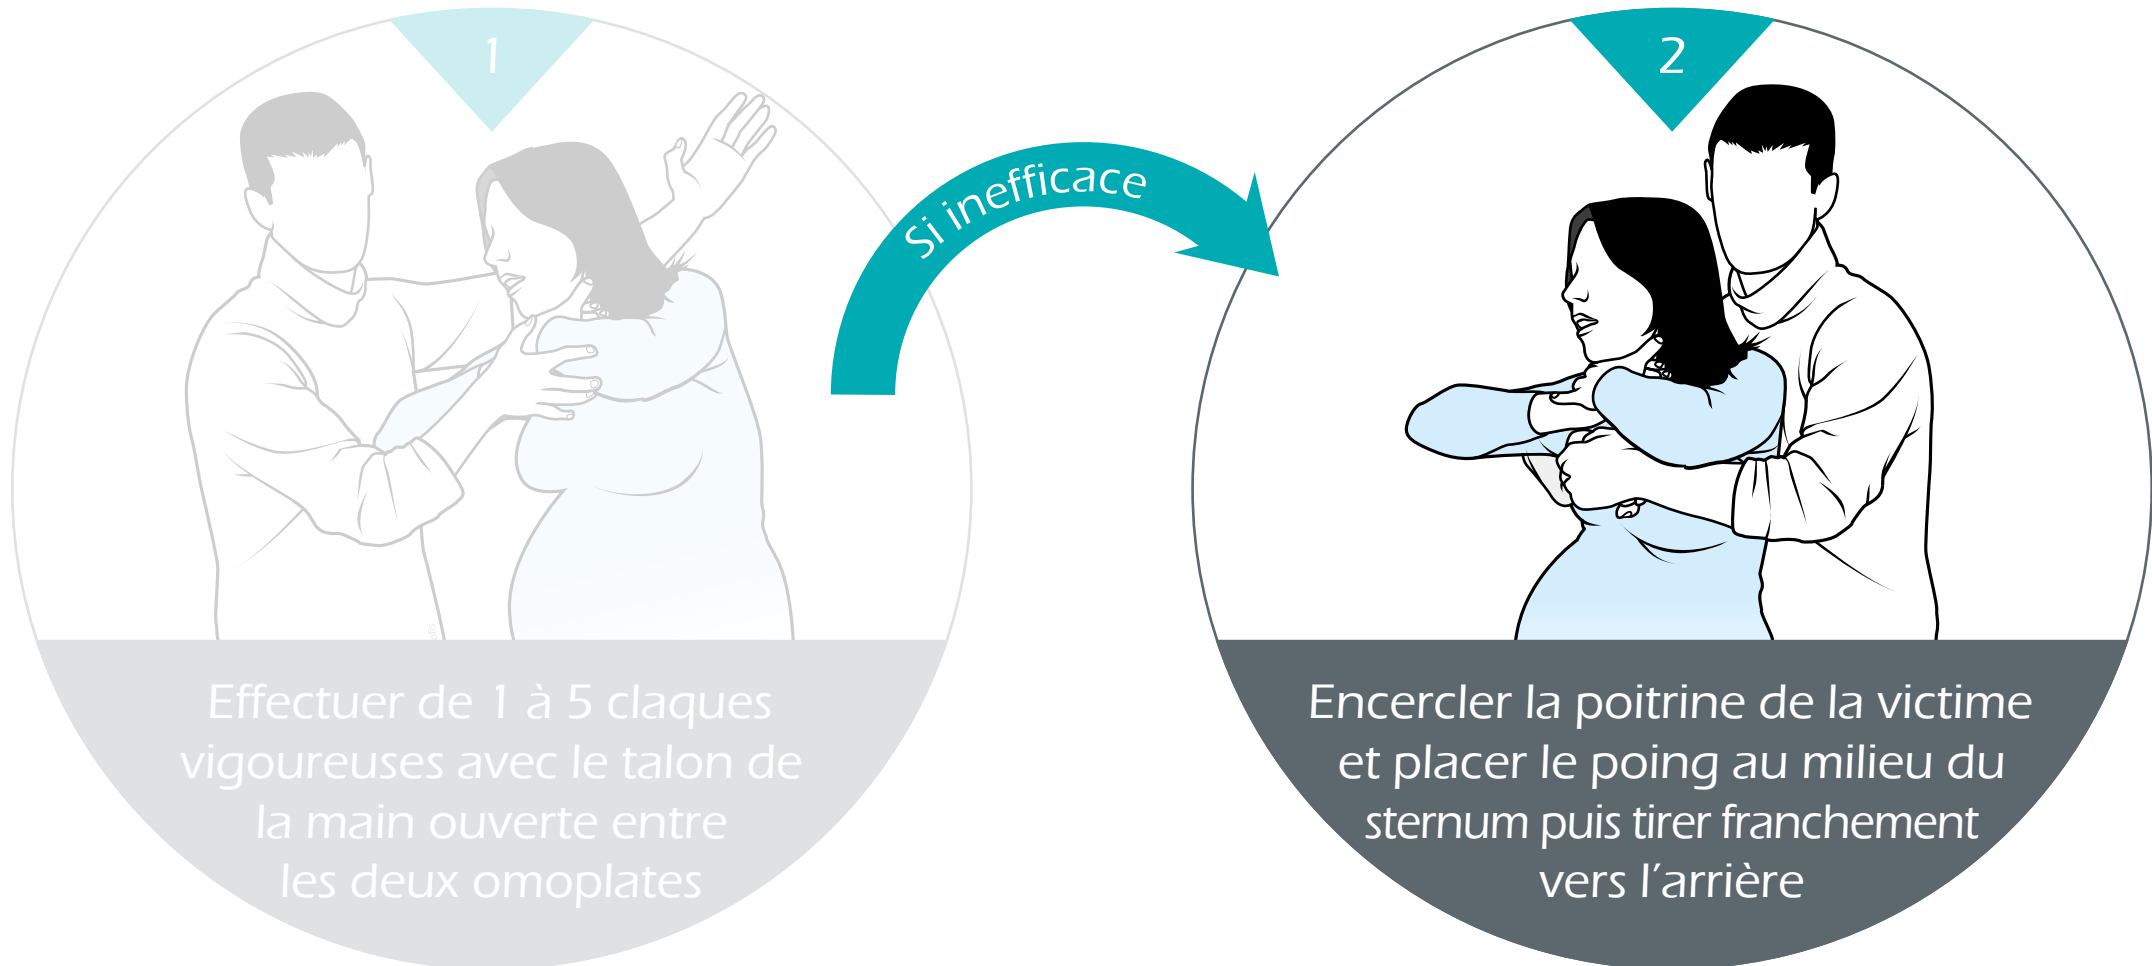 1
Effectuer de 1 à 5 claques
vigoureuses avec le talon de
la main ouverte entre
les deux omoplates
Si inefficace
2
Encercler la poitrine de la victime
et placer le poing au milieu du
sternum puis tirer franchement
vers l’arrière